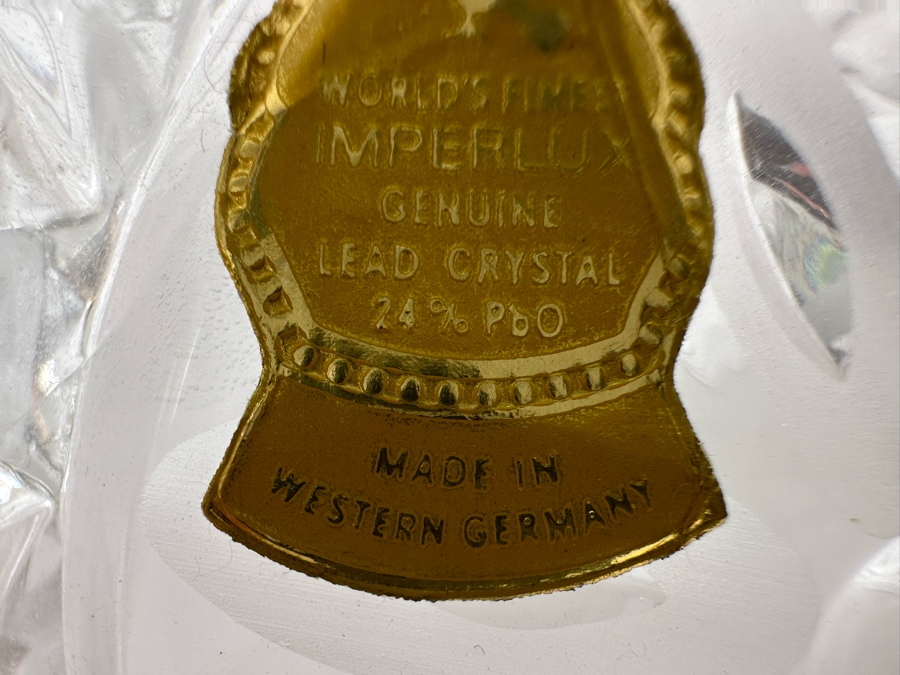 WORLD'S FINEST
IMPERLUX
GENUINE
LEAD CRYSTAL
24% PbO
MADE IN
WESTERN GERMANY